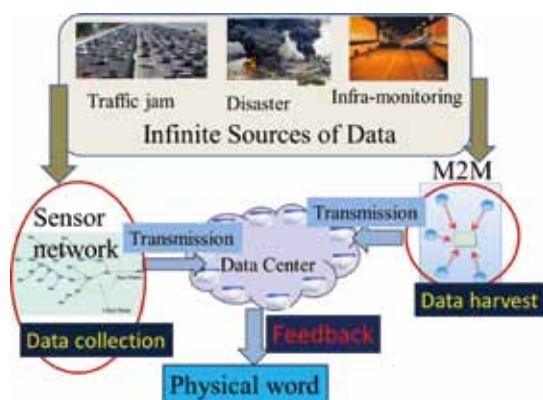 Traffic jam
Disaster
Infra-monitoring
Infinite Sources of Data
M2M
Sensor
network
Transmission
Transmission
Data Center
Data harvest
Data collection
Feedback
Physical word